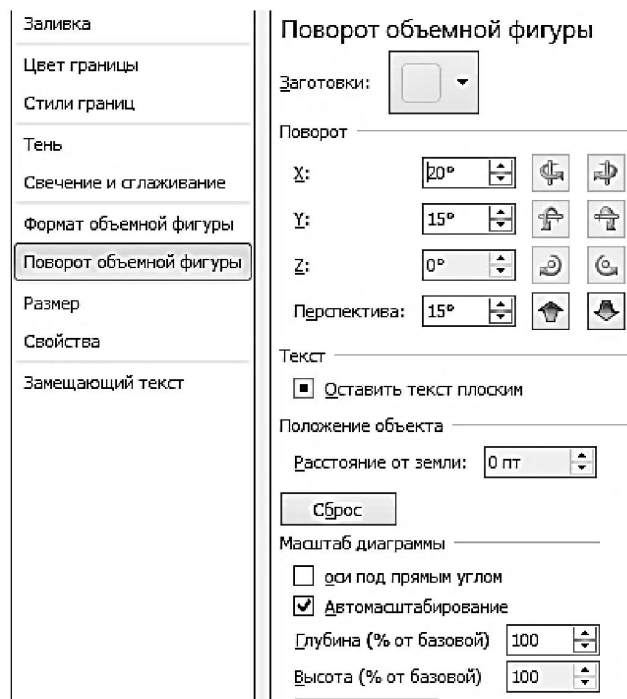 Заливка
Цвет границы
Стили границ
Тень
Свечение и сглаживание
Формат объемной фигуры
Поворот объемной фигуры
Размер
Свойства
Замещающий текст
Поворот объемной фигуры
Заготовки:
Поворот
X: 20°
Y: 15°
Z: 0°
Перспектива: 15°
Текст
Оставить текст плоским
Положение объекта
Расстояние от земли: 0 пт
Сброс
Масштаб диаграммы
оси под прямым углом
Автомасштабирование
Глубина (% от базовой) 100
Высота (% от базовой) 100